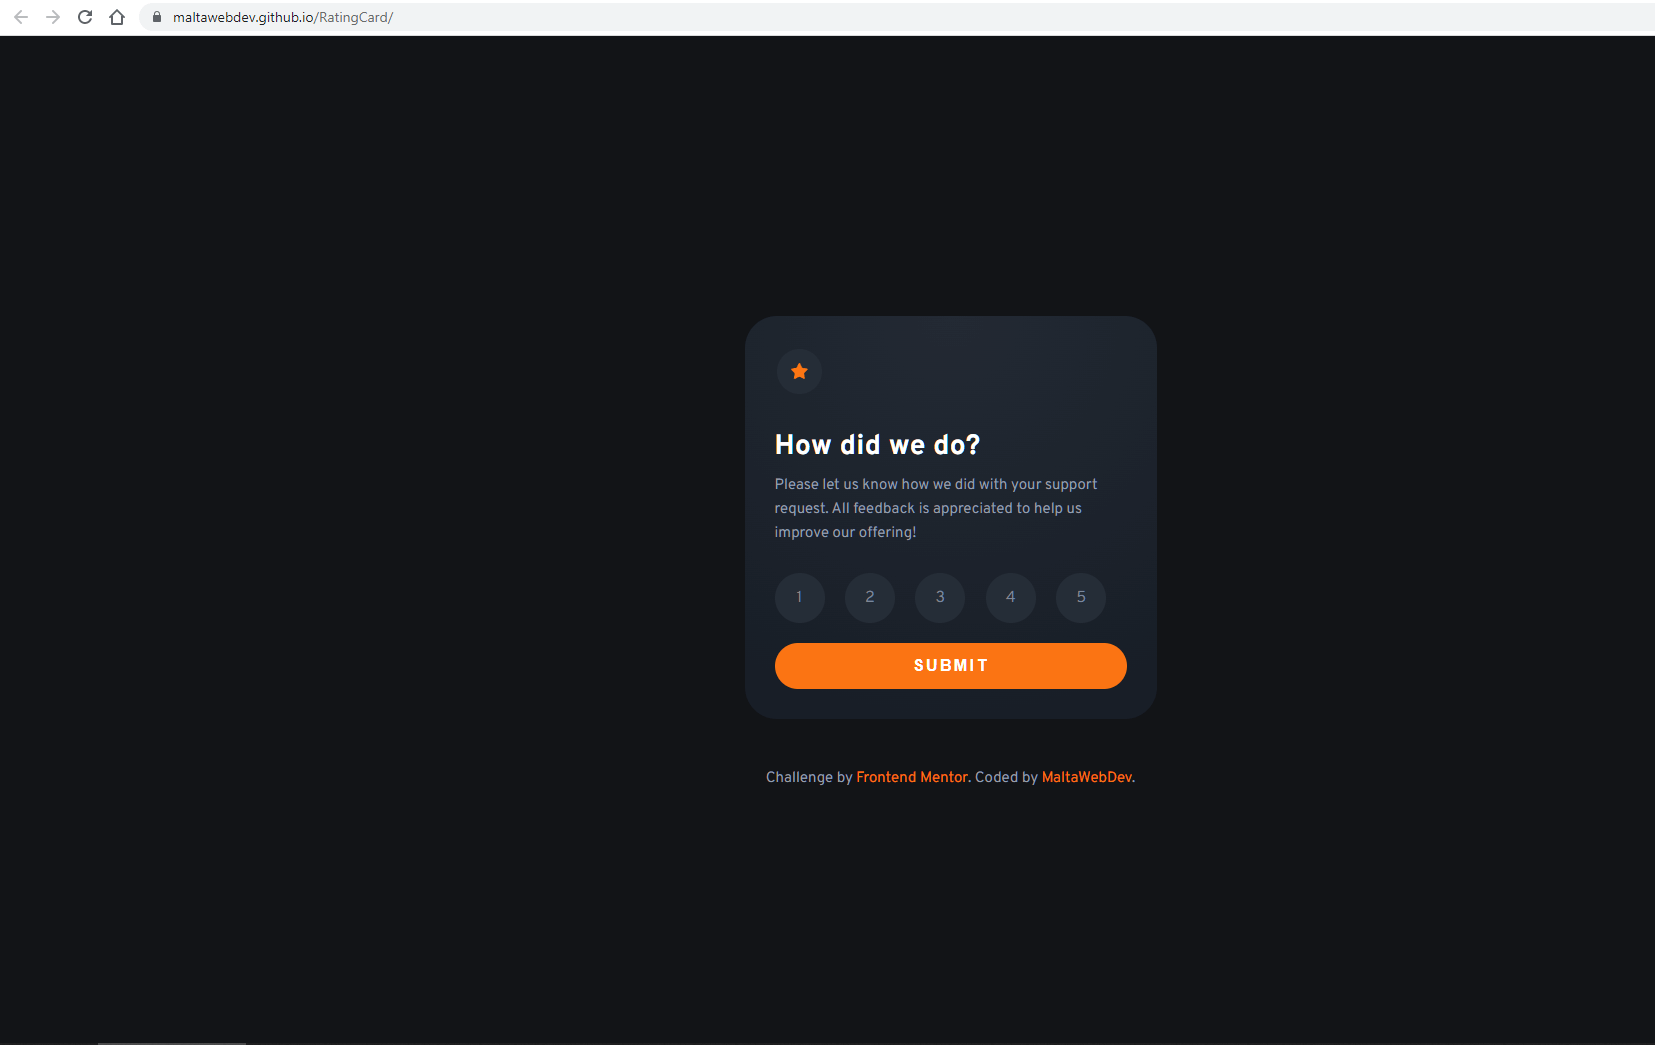 maltawebdev.github.io/RatingCard/
How did we do?
Please let us know how we did with your support
request. All feedback is appreciated to help us
improve our offering!
1 2 3 4 5
SUBMIT
Challenge by Frontend Mentor. Coded by MaltaWebDev.